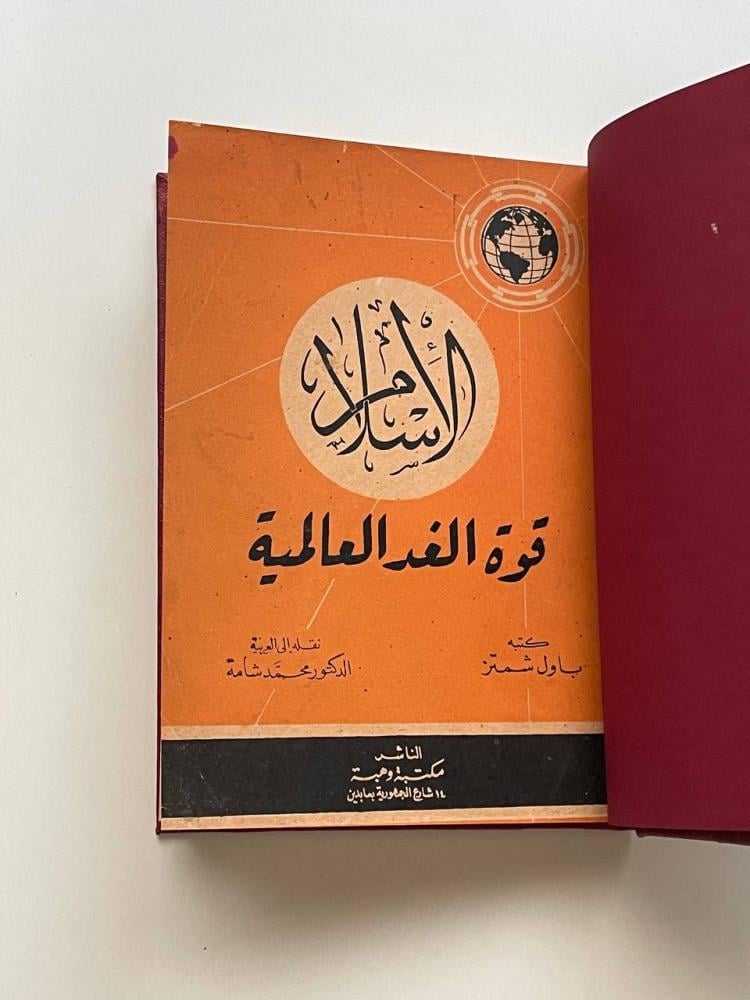 الإسلام
قوة الغد العالمية
كتبه
باول شمتز
نقله إلى العربية
الدكتور محمد شامة
الناشر
مكتبة وهبة
١٤ شارع الجمهورية بعابدين